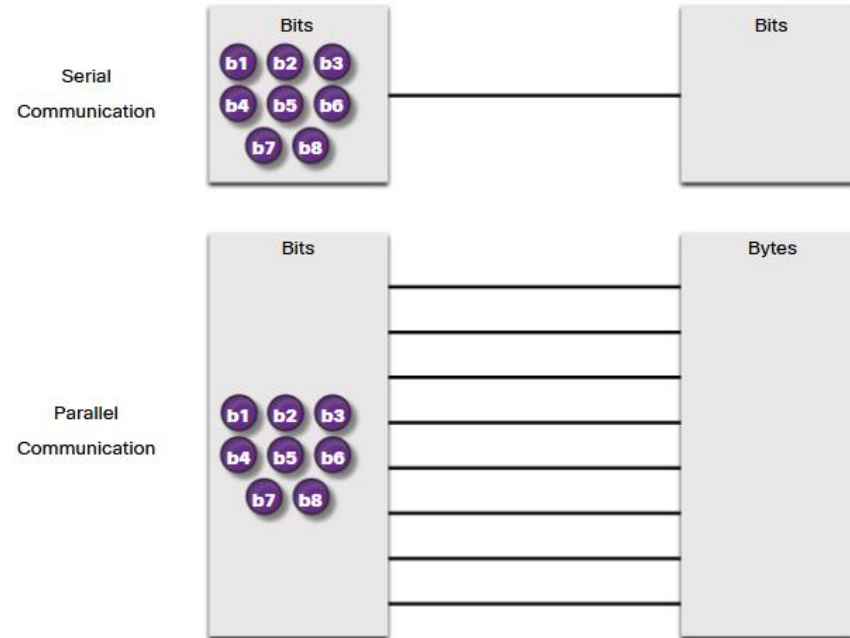 Serial
Communication
Bits
b1 b2 b3
b4 b5 b6
b7 b8
Bits
Parallel
Communication
Bits
b1 b2 b3
b4 b5 b6
b7 b8
Bytes